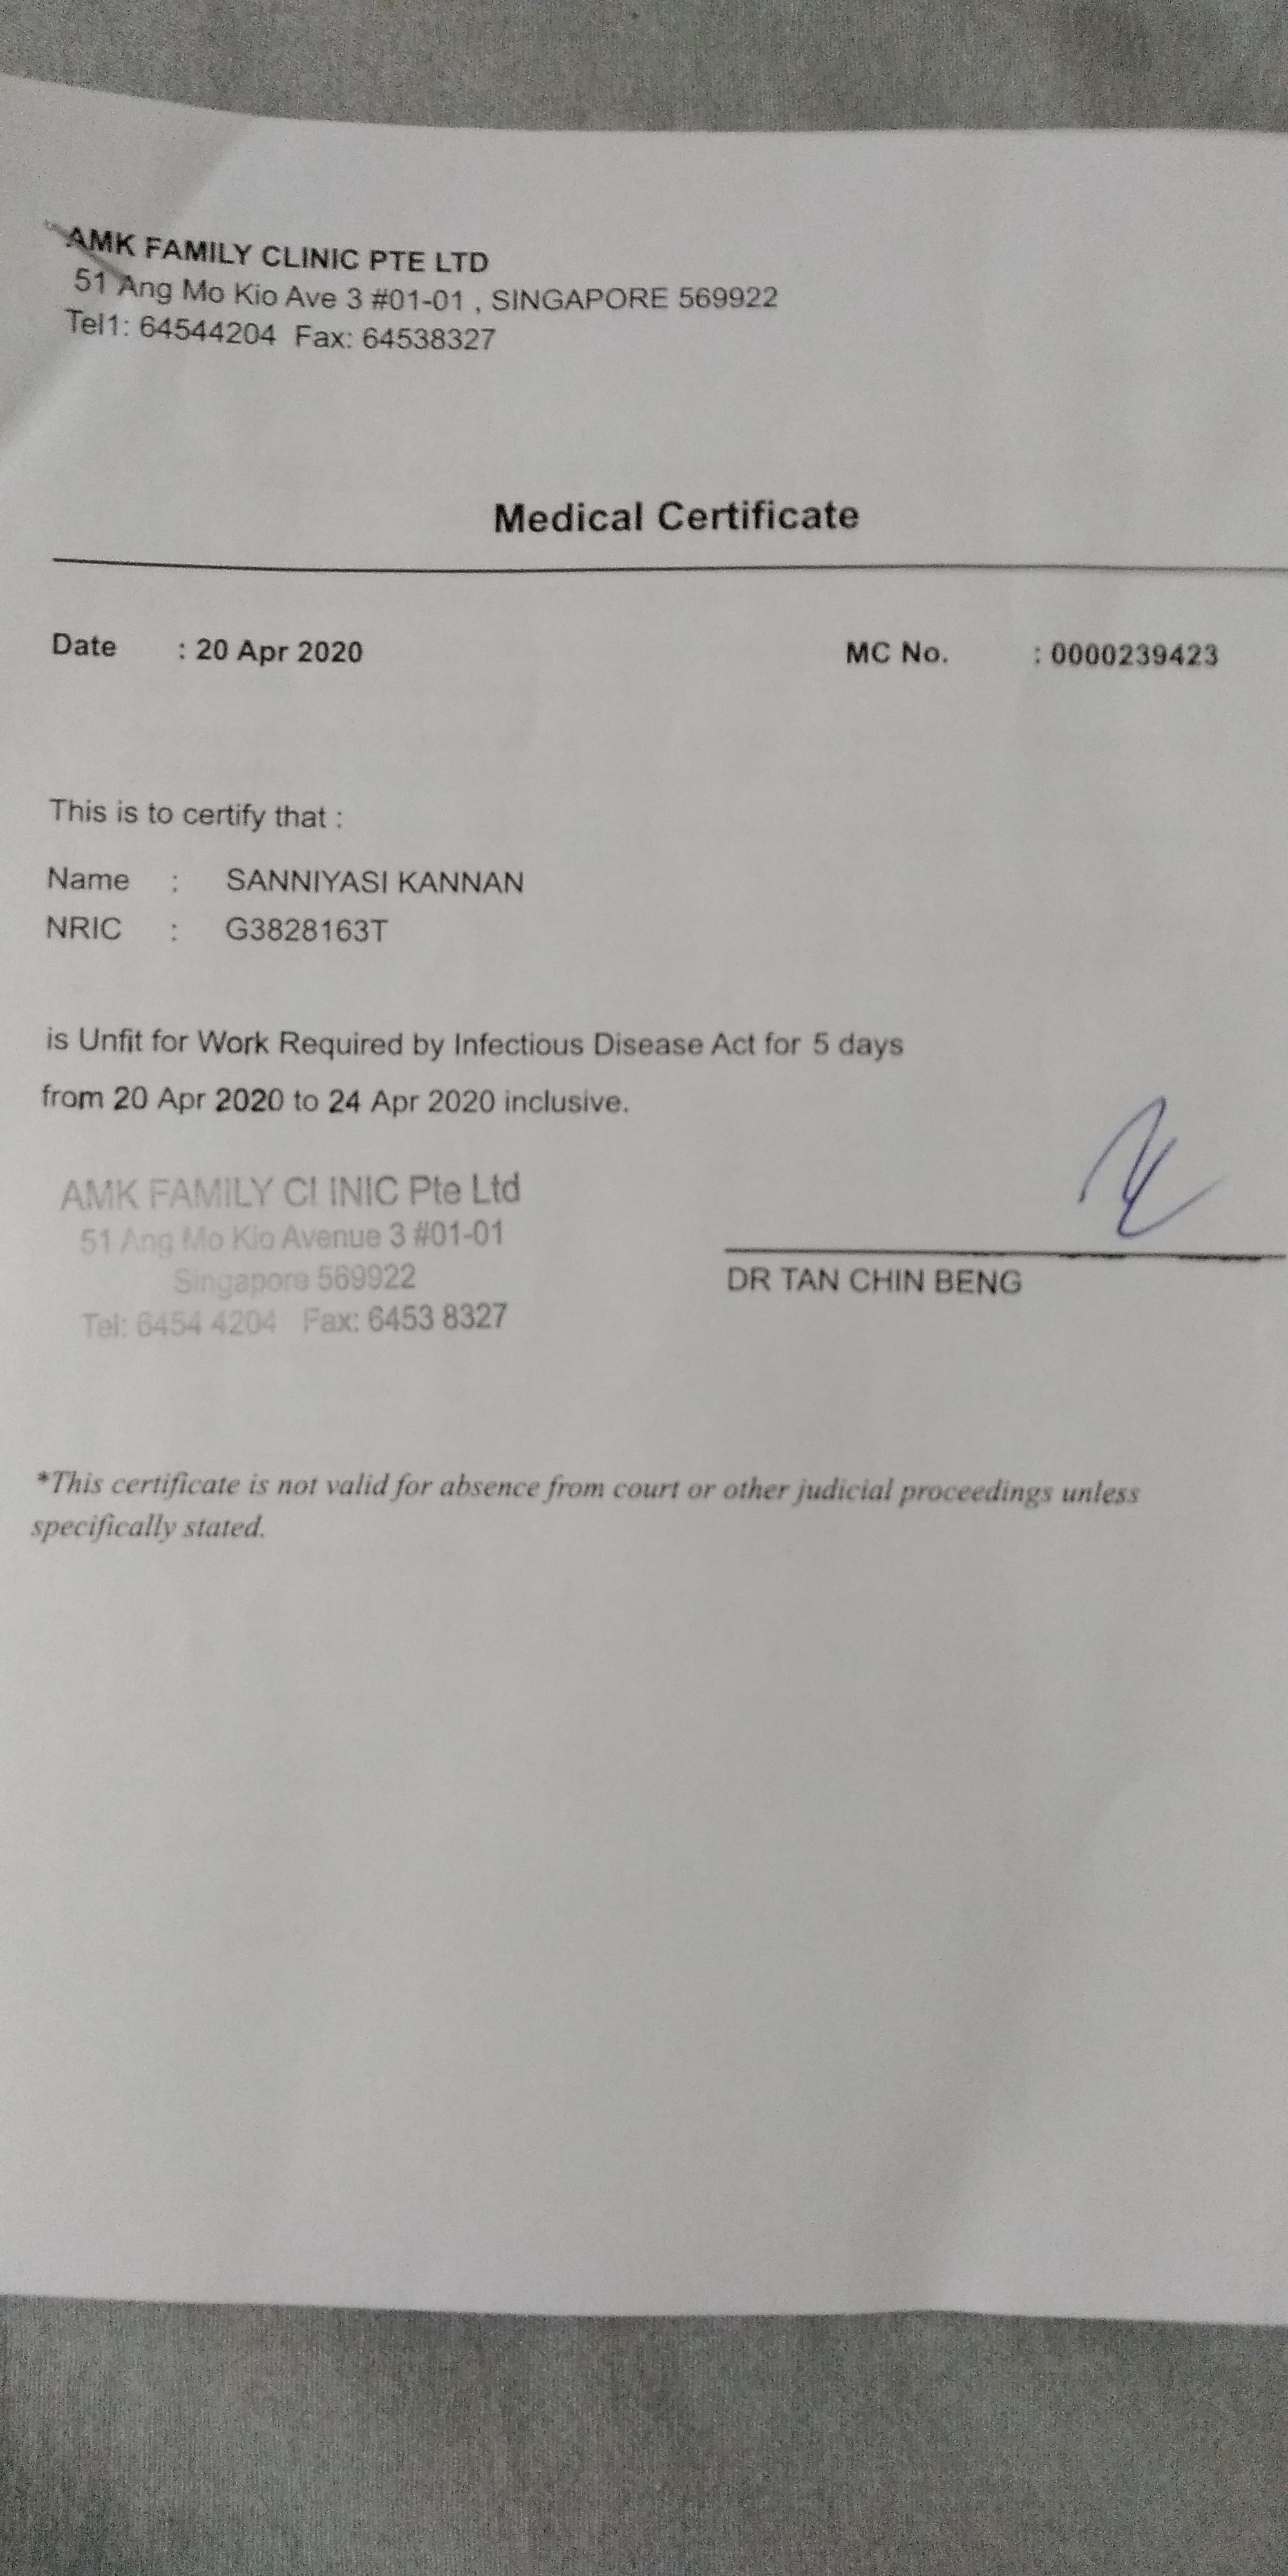 AMK FAMILY CLINIC PTE LTD
51 Ang Mo Kio Ave 3 #01-01 , SINGAPORE 569922
Tel1: 64544204 Fax: 64538327
Medical Certificate
Date : 20 Apr 2020 MC No. : 0000239423
This is to certify that :
Name : SANNIYASI KANNAN
NRIC : G3828163T
is Unfit for Work Required by Infectious Disease Act for 5 days
from 20 Apr 2020 to 24 Apr 2020 inclusive.
AMK FAMILY CLINIC Pte Ltd
51 Ang Mo Kio Avenue 3 #01-01
Singapore 569922
Tel: 6454 4204 Fax: 6453 8327
DR TAN CHIN BENG
*This certificate is not valid for absence from court or other judicial proceedings unless
specifically stated.